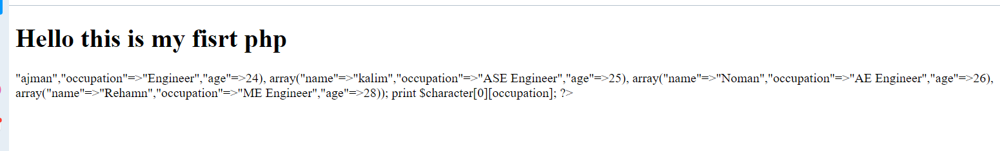 Hello this is my fisrt php
"ajman","occupation"=>"Engineer","age"=>24), array("name"=>"kalim","occupation"=>"ASE Engineer","age"=>25), array("name"=>"Noman","occupation"=>"AE Engineer","age"=>26),
array("name"=>"Rehamn","occupation"=>"ME Engineer","age"=>28)); print $character[0][occupation]; ?>